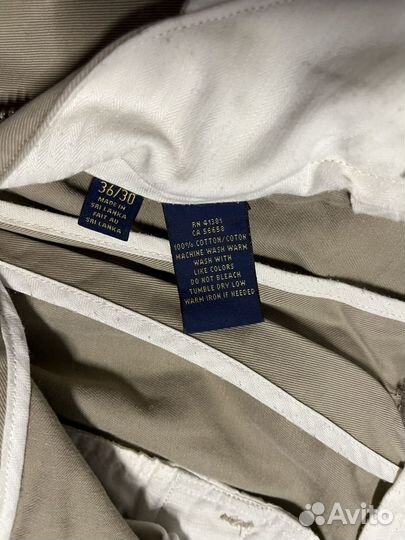 36/30
MADE IN
SRI LANKA
FAIT AU
SRI LANKA
RN 41381
CA 56658
100% COTTON/COTON
MACHINE WASH WARM
WASH WITH
LIKE COLORS
DO NOT BLEACH
TUMBLE DRY LOW
WARM IRON IF NEEDED
Avito